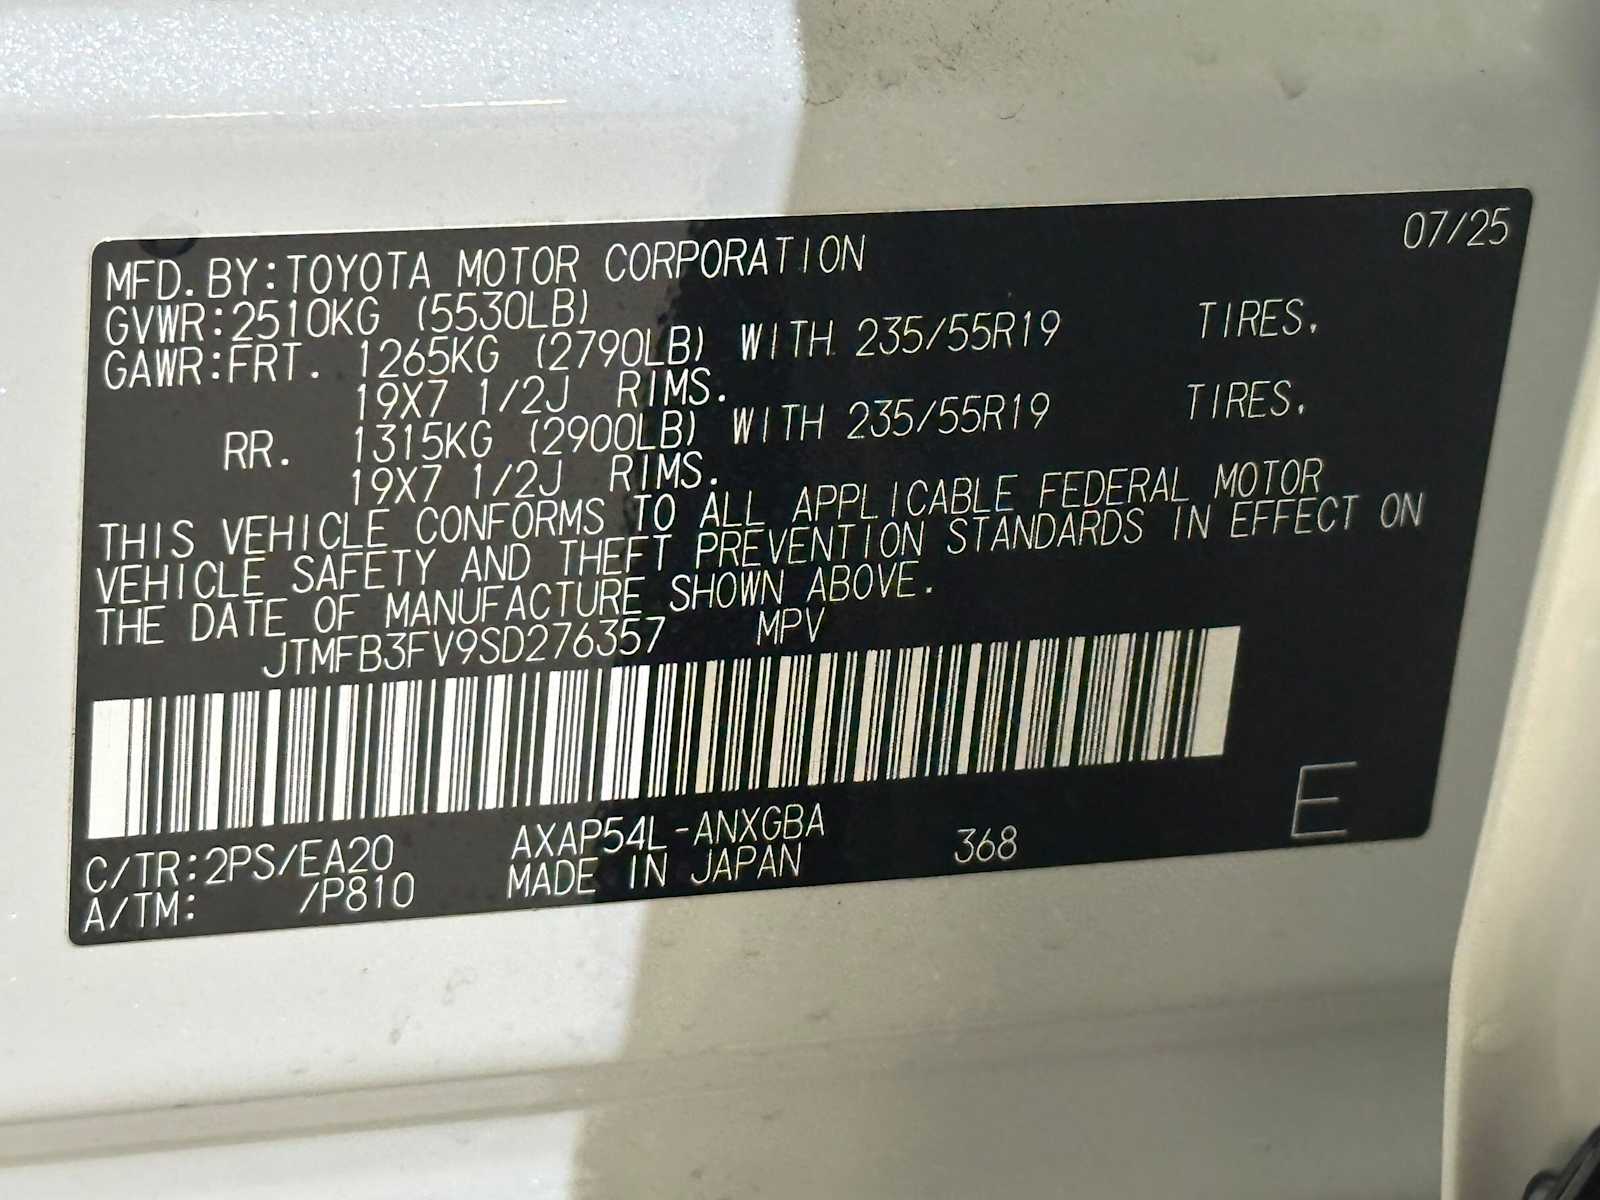 07/25
MFD.BY:TOYOTA MOTOR CORPORATION
GVWR:2510KG (5530LB)
GAWR:FRT. 1265KG (2790LB) WITH 235/55R19 TIRES.
19X7 1/2J RIMS.
RR. 1315KG (2900LB) WITH 235/55R19 TIRES.
19X7 1/2J RIMS.
THIS VEHICLE CONFORMS TO ALL APPLICABLE FEDERAL MOTOR
VEHICLE SAFETY AND THEFT PREVENTION STANDARDS IN EFFECT ON
THE DATE OF MANUFACTURE SHOWN ABOVE.
JTMFB3FV9SD276357 MPV
C/TR:2PS/EA20 AXAP54L-ANXGBA 368 E
A/TM: /P810 MADE IN JAPAN